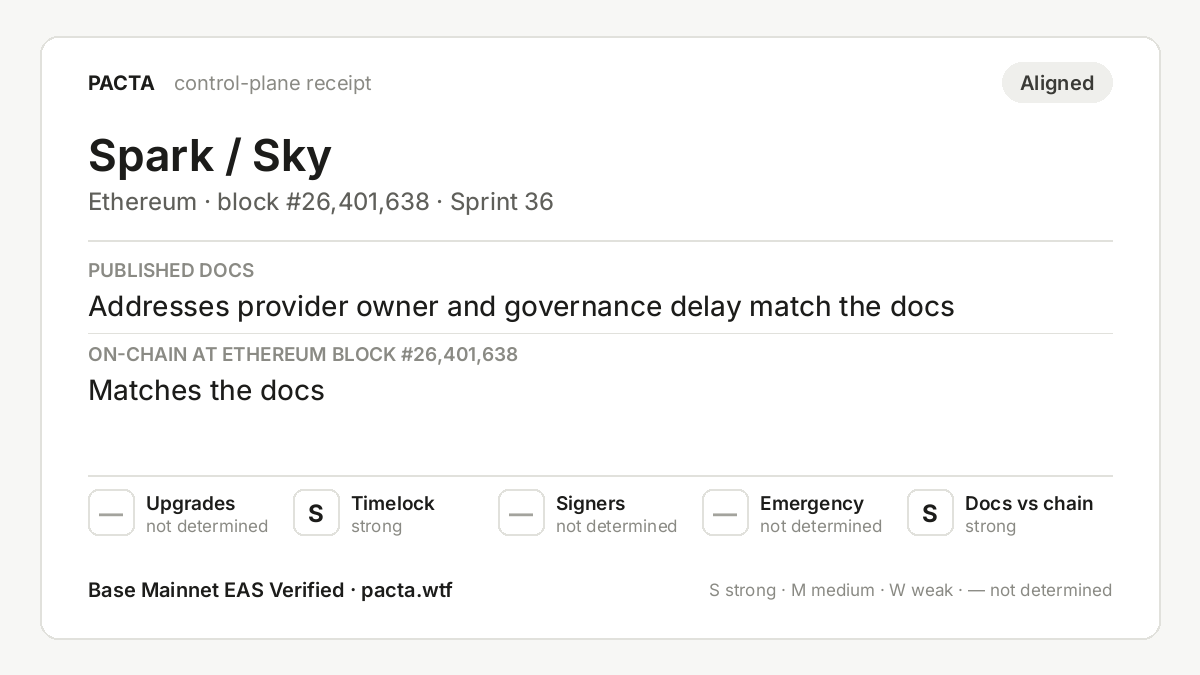 PACTA control-plane receipt Aligned
Spark / Sky
Ethereum · block #26,401,638 · Sprint 36
PUBLISHED DOCS
Addresses provider owner and governance delay match the docs
ON-CHAIN AT ETHEREUM BLOCK #26,401,638
Matches the docs
— Upgrades not determined
S Timelock strong
— Signers not determined
— Emergency not determined
S Docs vs chain strong
Base Mainnet EAS Verified · pacta.wtf
S strong · M medium · W weak · — not determined